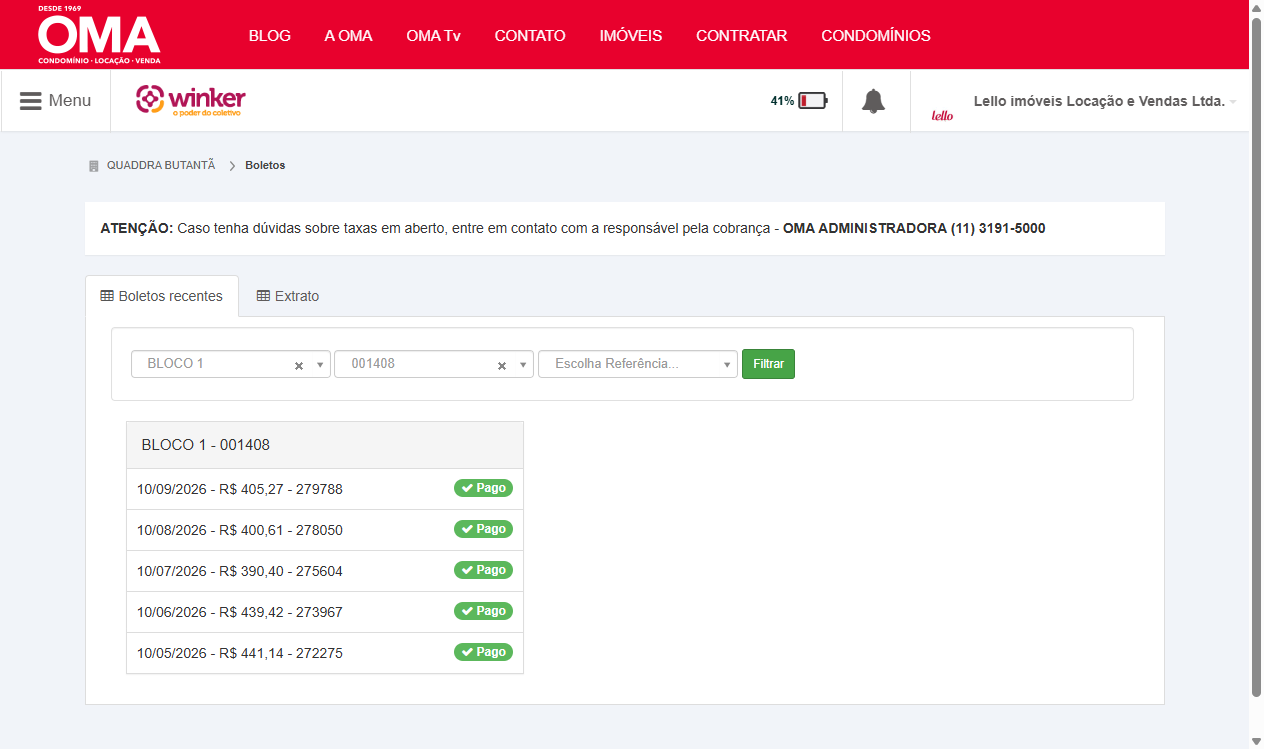 DESDE 1969
OMA
CONDOMÍNIO · LOCAÇÃO · VENDA
BLOG A OMA OMA Tv CONTATO IMÓVEIS CONTRATAR CONDOMÍNIOS
Menu
winker
o poder do coletivo
41%
lello
Lello imóveis Locação e Vendas Ltda.
QUADDRA BUTANTÃ > Boletos
ATENÇÃO: Caso tenha dúvidas sobre taxas em aberto, entre em contato com a responsável pela cobrança - OMA ADMINISTRADORA (11) 3191-5000
Boletos recentes Extrato
BLOCO 1 × 001408 × Escolha Referência... Filtrar
BLOCO 1 - 001408
10/09/2026 - R$ 405,27 - 279788 Pago
10/08/2026 - R$ 400,61 - 278050 Pago
10/07/2026 - R$ 390,40 - 275604 Pago
10/06/2026 - R$ 439,42 - 273967 Pago
10/05/2026 - R$ 441,14 - 272275 Pago